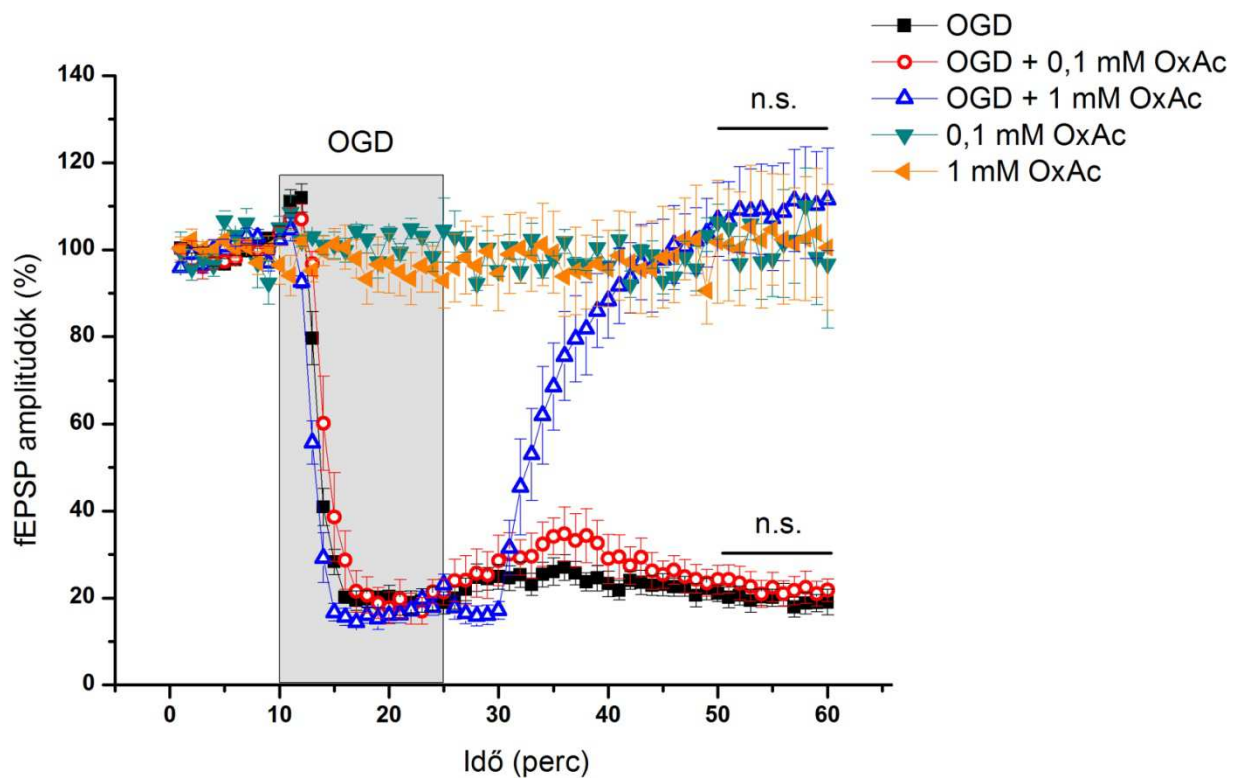 OGD
OGD + 0,1 mM OxAc
OGD + 1 mM OxAc
0,1 mM OxAc
1 mM OxAc
n.s.
OGD
n.s.
fEPSP amplitúdók (%)
140
120
100
80
60
40
20
0
0 10 20 30 40 50 60
Idő (perc)